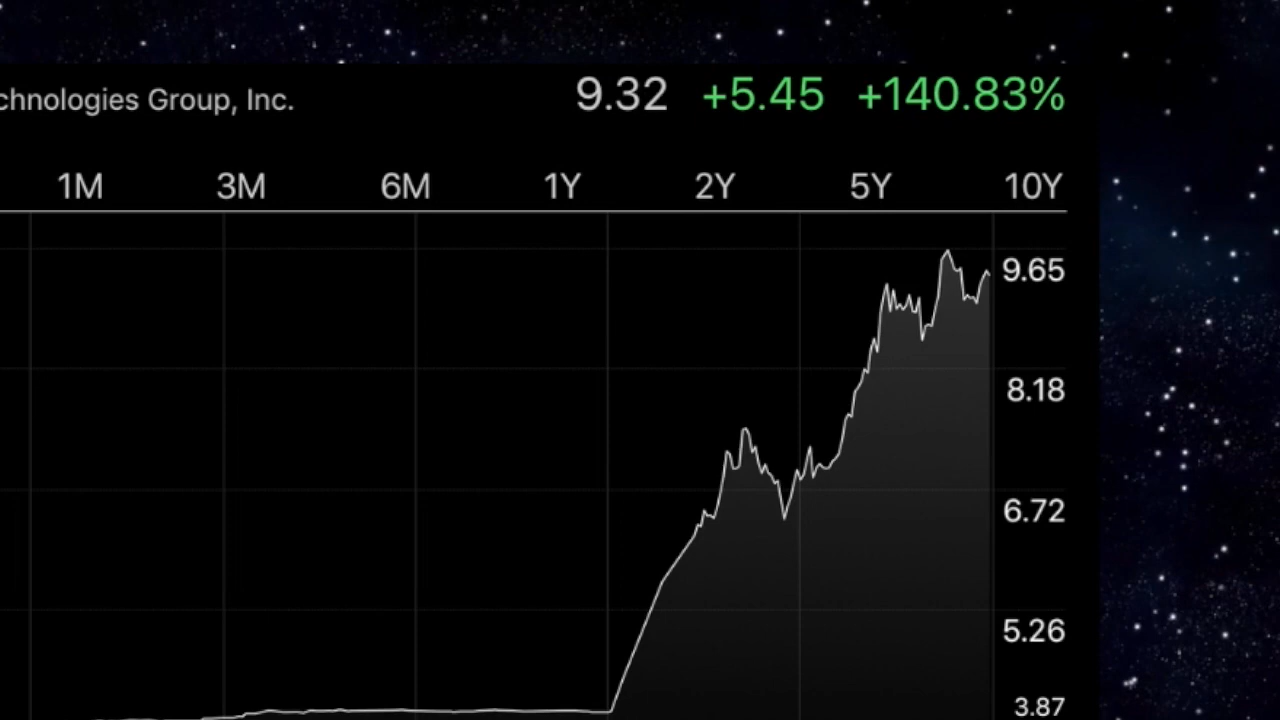 chnologies Group, Inc. 9.32 +5.45 +140.83%
1M 3M 6M 1Y 2Y 5Y 10Y
9.65
8.18
6.72
5.26
3.87